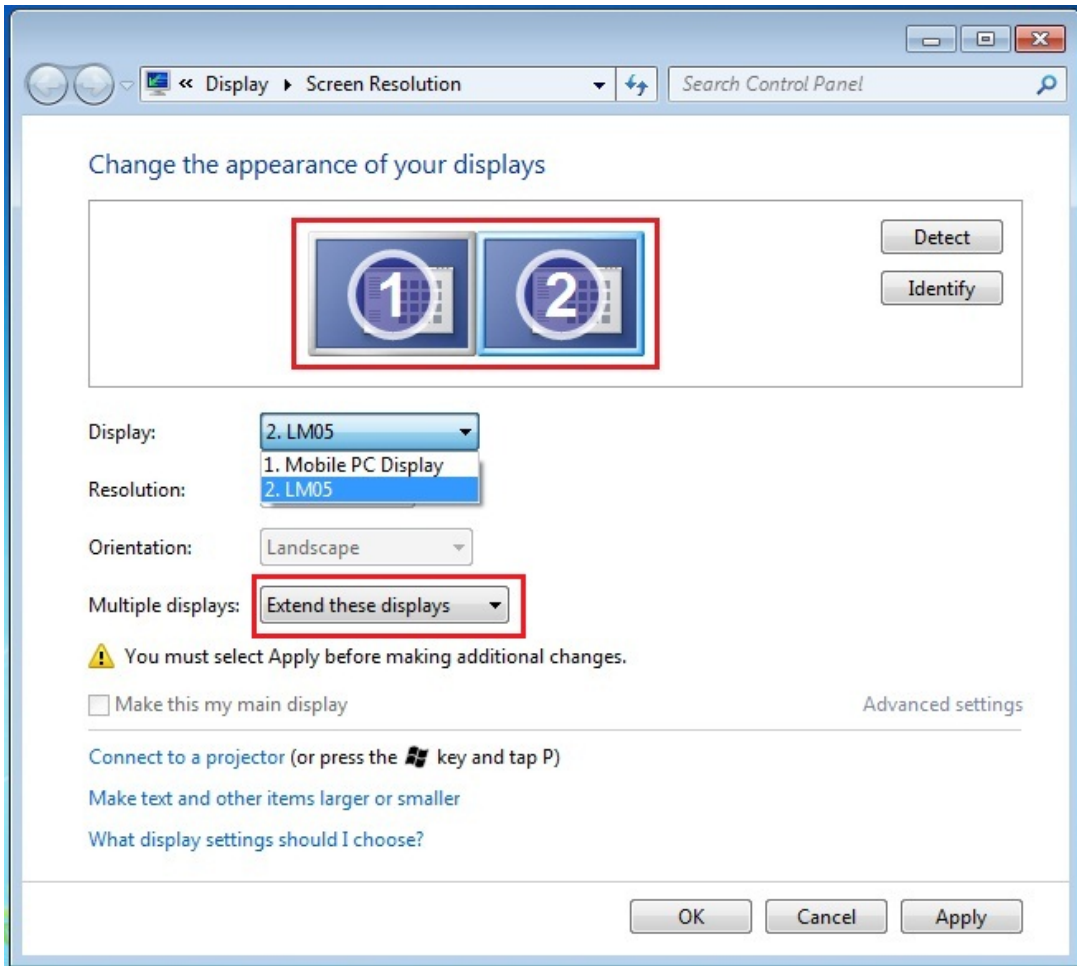 « Display ▸ Screen Resolution
Search Control Panel
Change the appearance of your displays
1
2
Detect
Identify
Display:
2. LM05
1. Mobile PC Display
2. LM05
Resolution:
Orientation:
Landscape
Multiple displays:
Extend these displays
You must select Apply before making additional changes.
Make this my main display
Advanced settings
Connect to a projector (or press the key and tap P)
Make text and other items larger or smaller
What display settings should I choose?
OK
Cancel
Apply